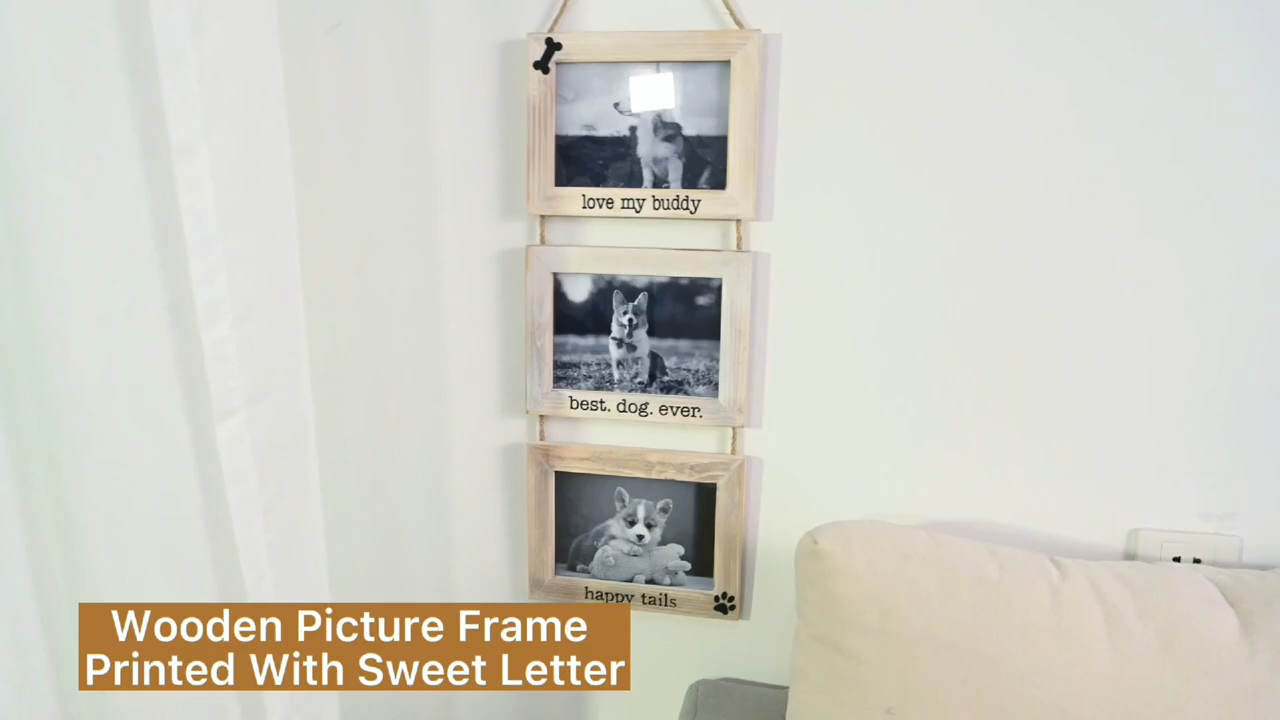 love my buddy
best. dog. ever.
happy tails
Wooden Picture Frame
Printed With Sweet Letter